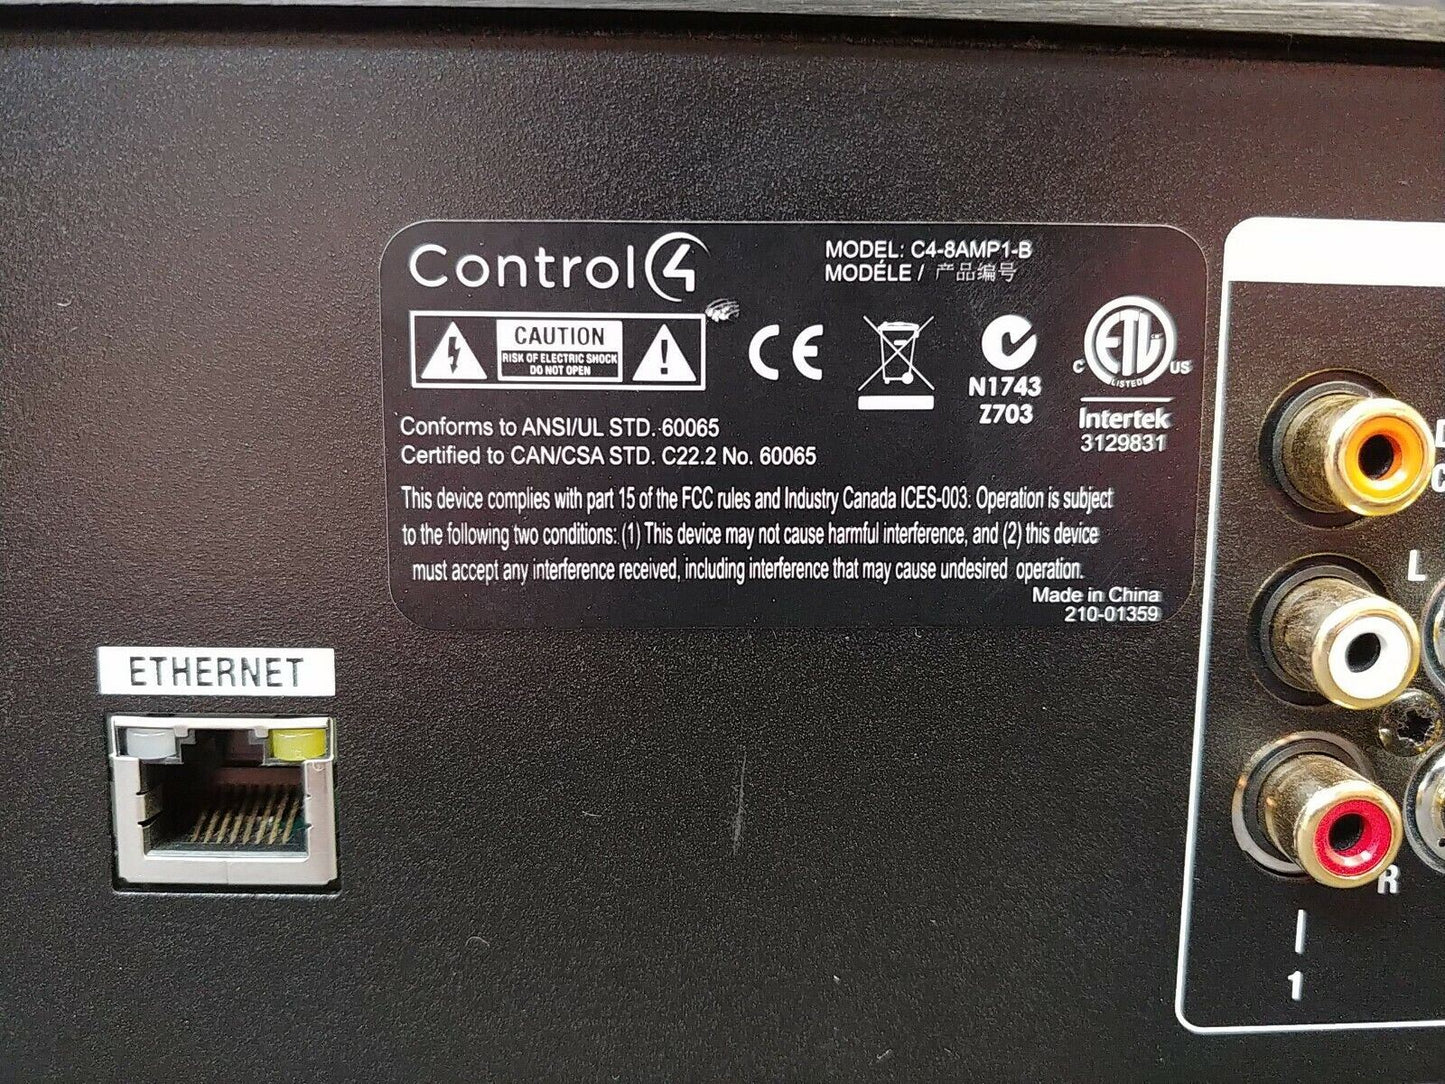 Control4
MODEL: C4-8AMP1-B
MODÉLE / 产品编号
CAUTION
RISK OF ELECTRIC SHOCK
DO NOT OPEN
CE
N1743
Z703
C ETL US
LISTED
Intertek
3129831
Conforms to ANSI/UL STD. 60065
Certified to CAN/CSA STD. C22.2 No. 60065
This device complies with part 15 of the FCC rules and Industry Canada ICES-003. Operation is subject
to the following two conditions: (1) This device may not cause harmful interference, and (2) this device
must accept any interference received, including interference that may cause undesired operation.
Made in China
210-01359
ETHERNET
L
R
1